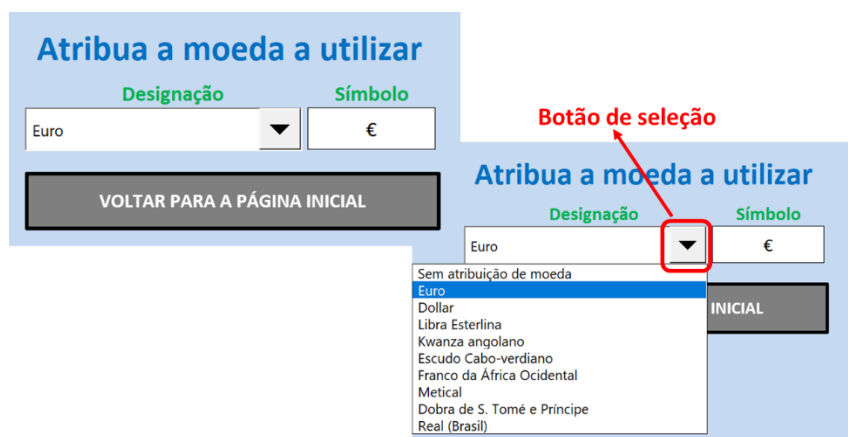 Atribua a moeda a utilizar
Designação Símbolo
Euro €
VOLTAR PARA A PÁGINA INICIAL
Botão de seleção
Atribua a moeda a utilizar
Designação Símbolo
Euro €
Sem atribuição de moeda
Euro
Dollar
Libra Esterlina
Kwanza angolano
Escudo Cabo-verdiano
Franco da África Ocidental
Metical
Dobra de S. Tomé e Príncipe
Real (Brasil)
INICIAL